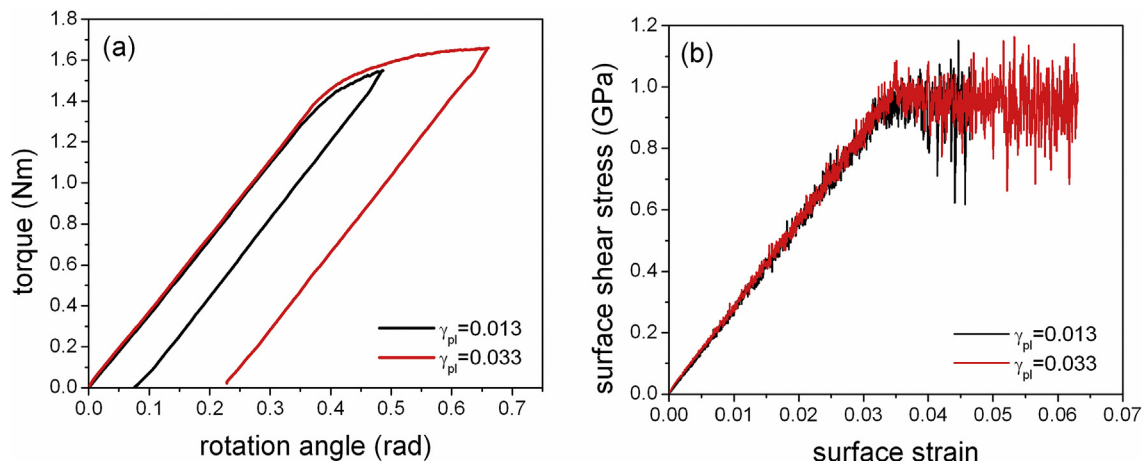 (a)
torque (Nm)
1.8
1.6
1.4
1.2
1.0
0.8
0.6
0.4
0.2
0.0
0.0 0.1 0.2 0.3 0.4 0.5 0.6 0.7
rotation angle (rad)
γpl=0.013
γpl=0.033
(b)
surface shear stress (GPa)
1.2
1.0
0.8
0.6
0.4
0.2
0.0
0.00 0.01 0.02 0.03 0.04 0.05 0.06 0.07
surface strain
γpl=0.013
γpl=0.033